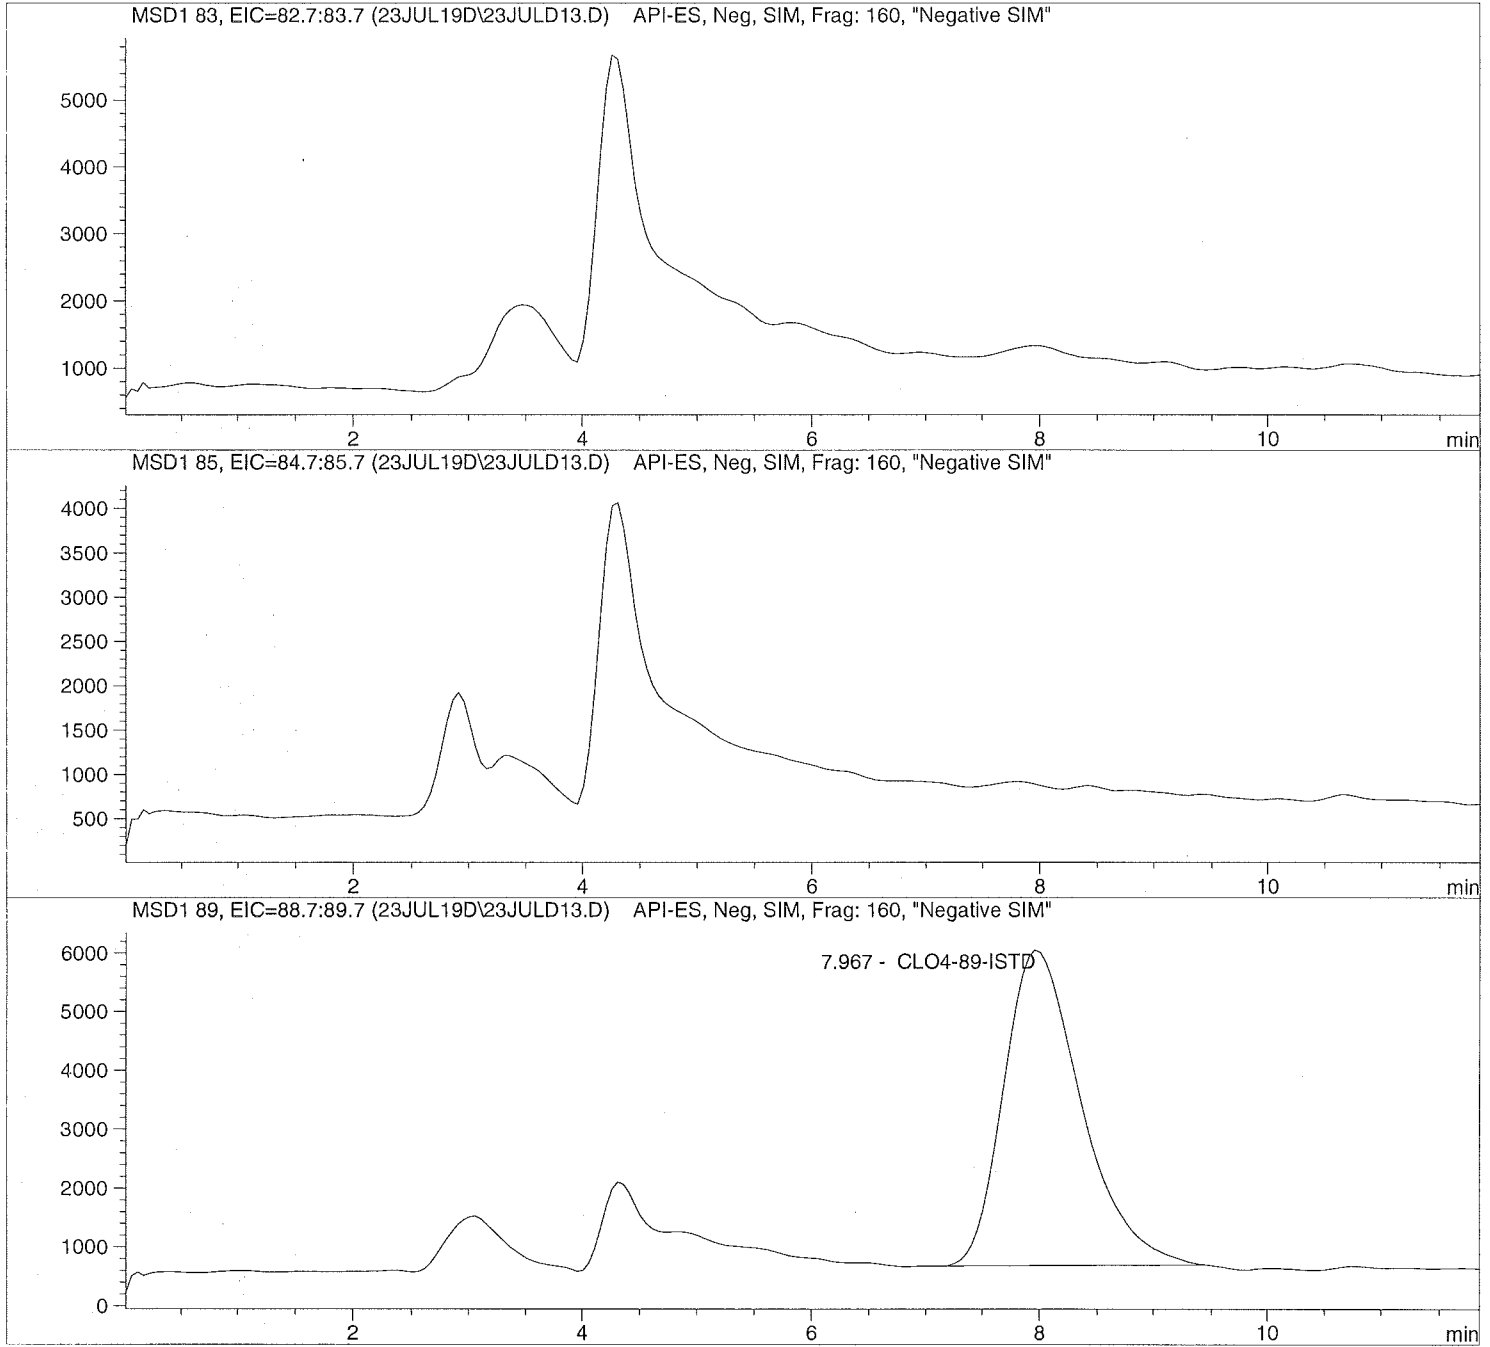 MSD1 83, EIC=82.7:83.7 (23JUL19D\23JULD13.D) API-ES, Neg, SIM, Frag: 160, "Negative SIM"
5000
4000
3000
2000
1000
2 4 6 8 10 min
MSD1 85, EIC=84.7:85.7 (23JUL19D\23JULD13.D) API-ES, Neg, SIM, Frag: 160, "Negative SIM"
4000
3500
3000
2500
2000
1500
1000
500
2 4 6 8 10 min
MSD1 89, EIC=88.7:89.7 (23JUL19D\23JULD13.D) API-ES, Neg, SIM, Frag: 160, "Negative SIM"
6000
7.967 - CLO4-89-ISTD
5000
4000
3000
2000
1000
0
2 4 6 8 10 min